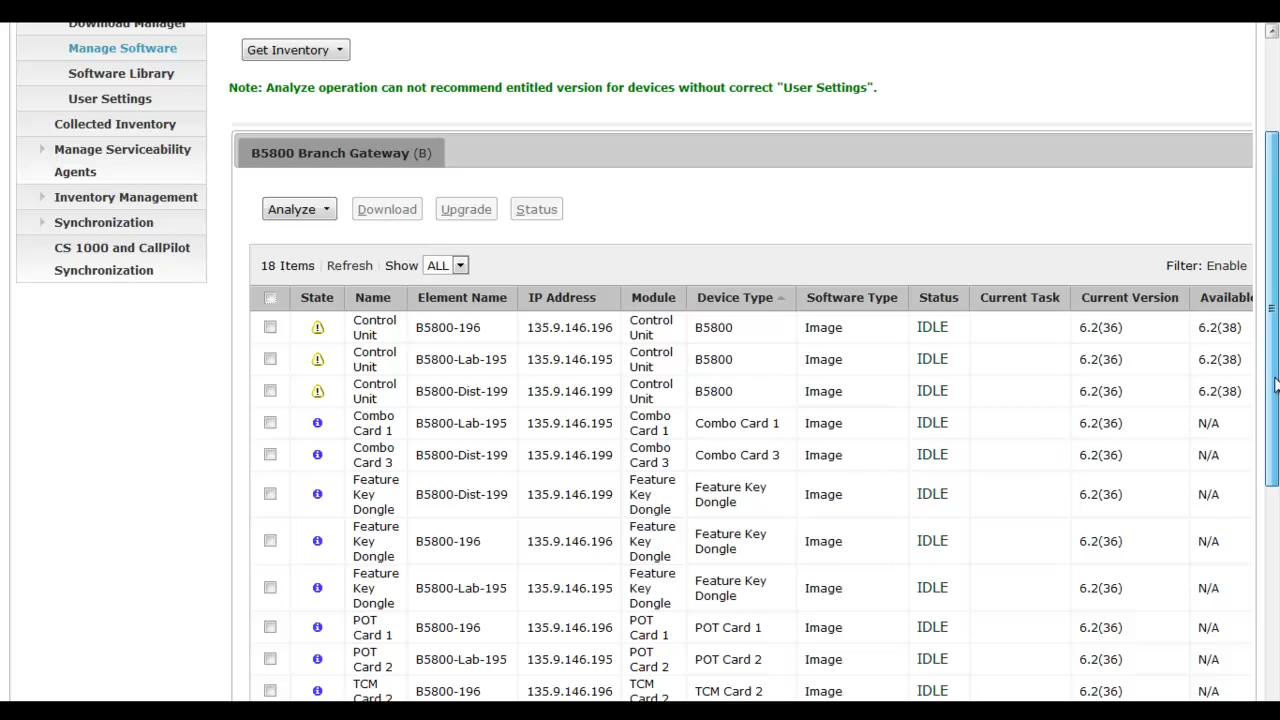 Download Manager
Manage Software
Software Library
User Settings
Collected Inventory
Manage Serviceability
Agents
Inventory Management
Synchronization
CS 1000 and CallPilot
Synchronization
Get Inventory
Note: Analyze operation can not recommend entitled version for devices without correct "User Settings".
B5800 Branch Gateway (B)
Analyze Download Upgrade Status
18 Items Refresh Show ALL Filter: Enable
State Name Element Name IP Address Module Device Type Software Type Status Current Task Current Version Available
Control Unit B5800-196 135.9.146.196 Control Unit B5800 Image IDLE 6.2(36) 6.2(38)
Control Unit B5800-Lab-195 135.9.146.195 Control Unit B5800 Image IDLE 6.2(36) 6.2(38)
Control Unit B5800-Dist-199 135.9.146.199 Control Unit B5800 Image IDLE 6.2(36) 6.2(38)
Combo Card 1 B5800-Lab-195 135.9.146.195 Combo Card 1 Combo Card 1 Image IDLE 6.2(36) N/A
Combo Card 3 B5800-Dist-199 135.9.146.199 Combo Card 3 Combo Card 3 Image IDLE 6.2(36) N/A
Feature Key Dongle B5800-Dist-199 135.9.146.199 Feature Key Dongle Feature Key Dongle Image IDLE 6.2(36) N/A
Feature Key Dongle B5800-196 135.9.146.196 Feature Key Dongle Feature Key Dongle Image IDLE 6.2(36) N/A
Feature Key Dongle B5800-Lab-195 135.9.146.195 Feature Key Dongle Feature Key Dongle Image IDLE 6.2(36) N/A
POT Card 1 B5800-196 135.9.146.196 POT Card 1 POT Card 1 Image IDLE 6.2(36) N/A
POT Card 2 B5800-Lab-195 135.9.146.195 POT Card 2 POT Card 2 Image IDLE 6.2(36) N/A
TCM Card 2 B5800-196 135.9.146.196 TCM Card 2 TCM Card 2 Image IDLE 6.2(36) N/A